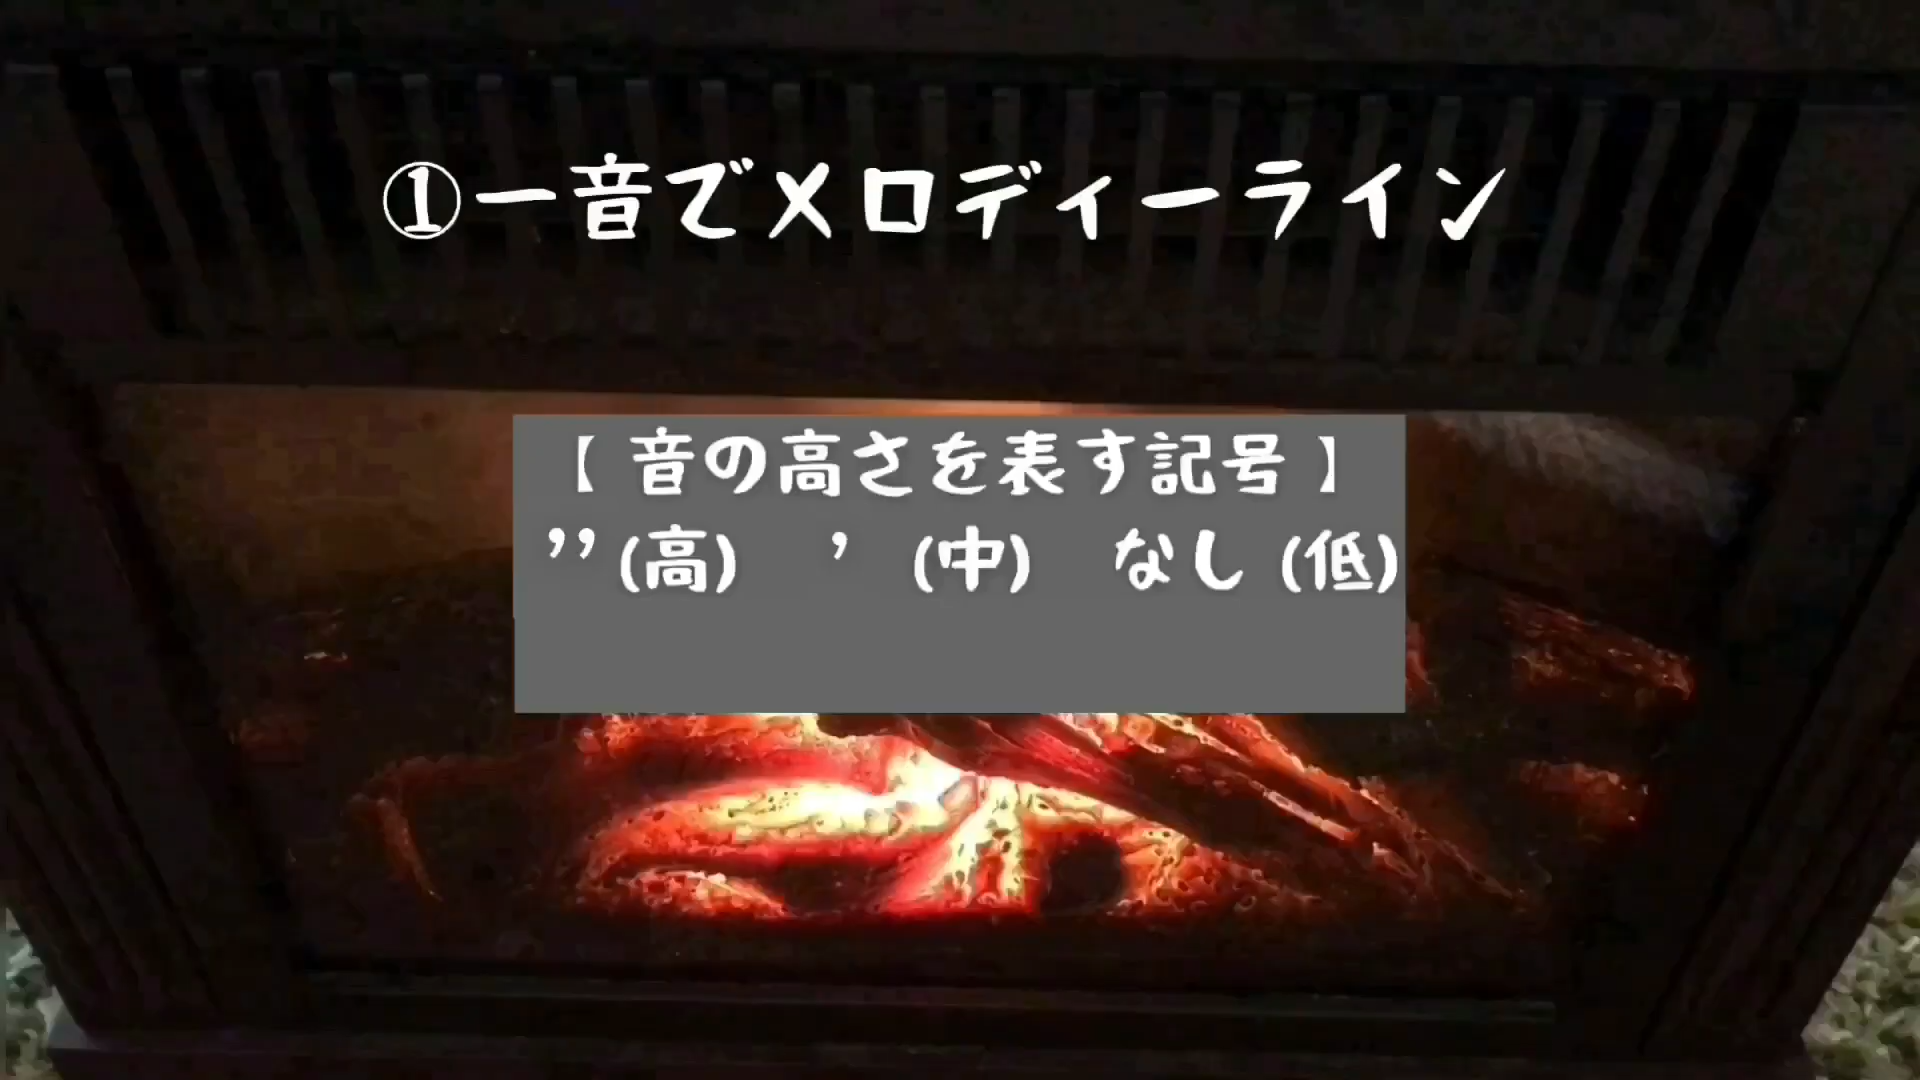 ①一音でメロディーライン
【 音の高さを表す記号 】
’’(高)　’ (中)　なし (低)